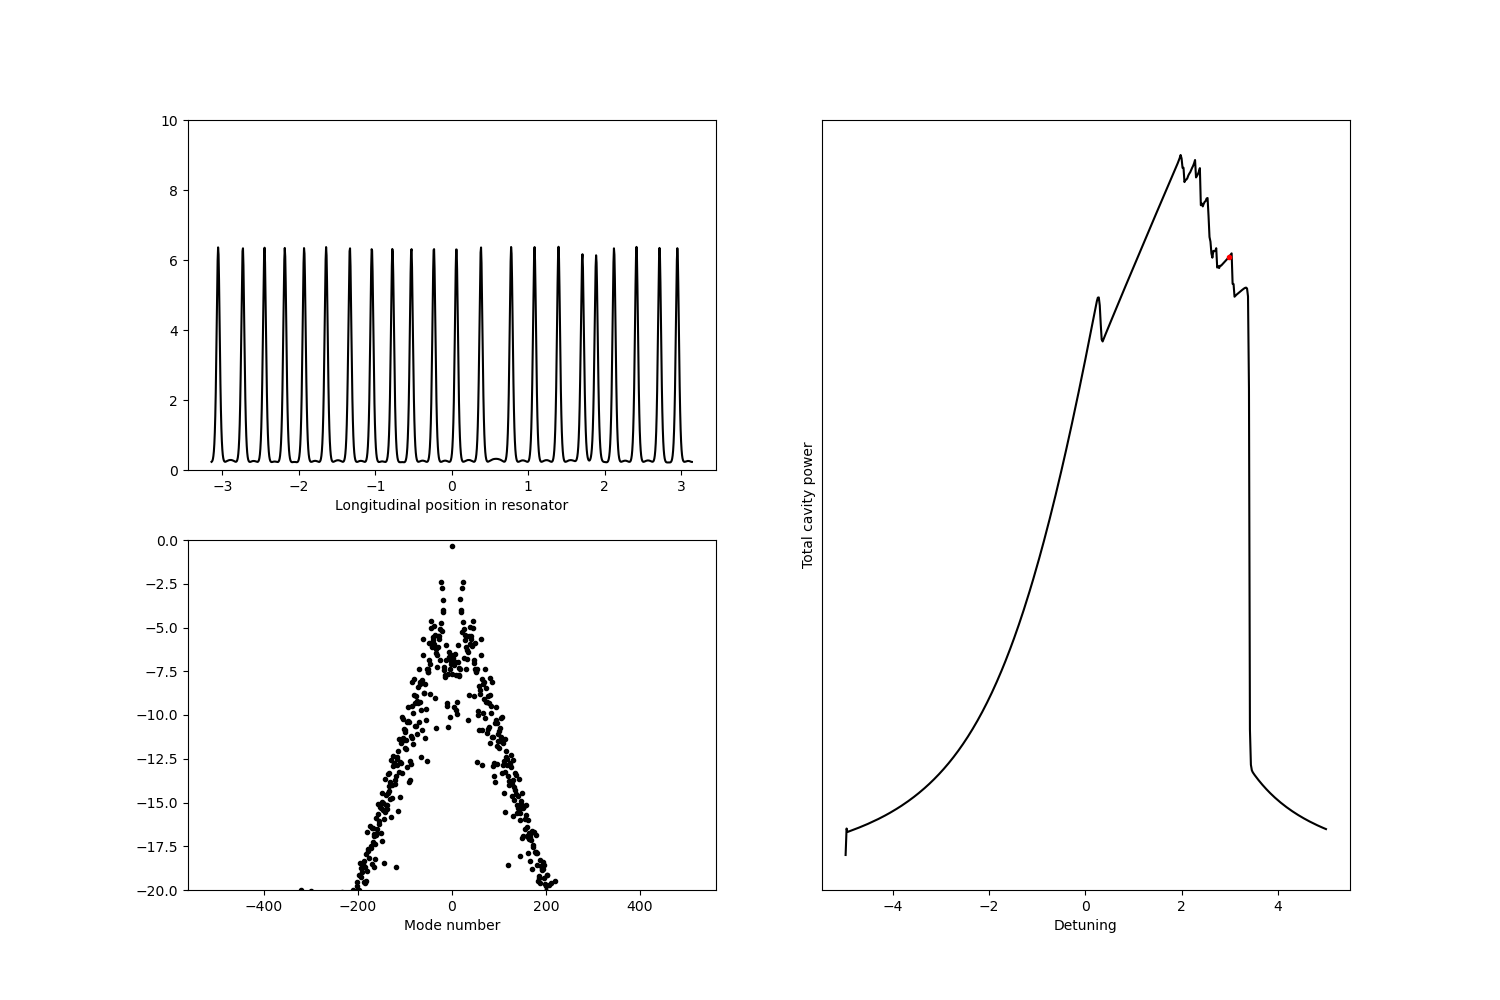 10
8
6
4
2
0
−3 −2 −1 0 1 2 3
Longitudinal position in resonator
0.0
−2.5
−5.0
−7.5
−10.0
−12.5
−15.0
−17.5
−20.0
−400 −200 0 200 400
Mode number
Total cavity power
−4 −2 0 2 4
Detuning